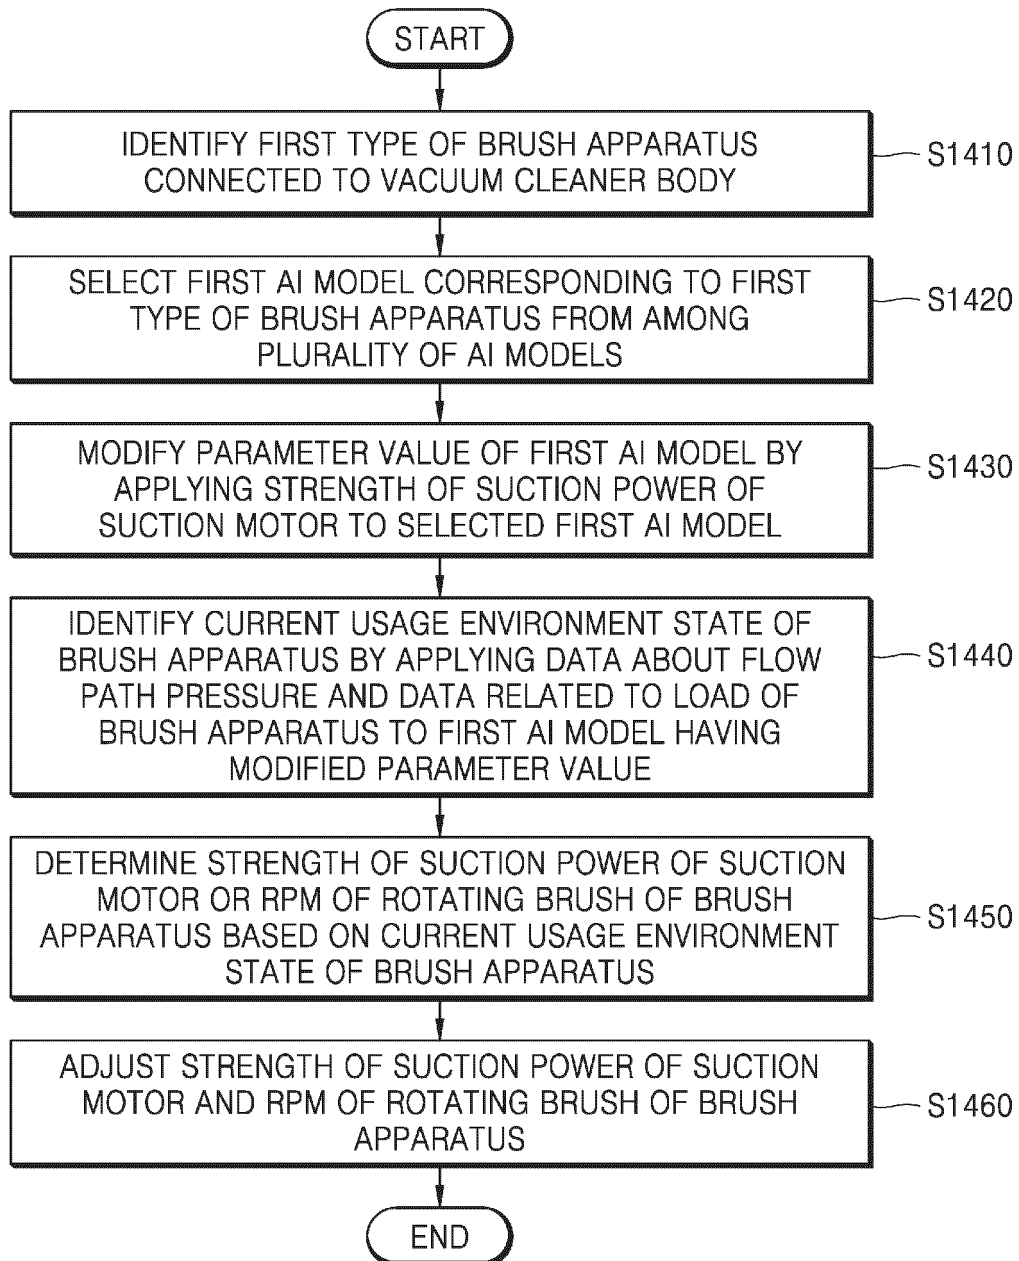 START
IDENTIFY FIRST TYPE OF BRUSH APPARATUS
CONNECTED TO VACUUM CLEANER BODY
S1410
SELECT FIRST AI MODEL CORRESPONDING TO FIRST
TYPE OF BRUSH APPARATUS FROM AMONG
PLURALITY OF AI MODELS
S1420
MODIFY PARAMETER VALUE OF FIRST AI MODEL BY
APPLYING STRENGTH OF SUCTION POWER OF
SUCTION MOTOR TO SELECTED FIRST AI MODEL
S1430
IDENTIFY CURRENT USAGE ENVIRONMENT STATE OF
BRUSH APPARATUS BY APPLYING DATA ABOUT FLOW
PATH PRESSURE AND DATA RELATED TO LOAD OF
BRUSH APPARATUS TO FIRST AI MODEL HAVING
MODIFIED PARAMETER VALUE
S1440
DETERMINE STRENGTH OF SUCTION POWER OF SUCTION
MOTOR OR RPM OF ROTATING BRUSH OF BRUSH
APPARATUS BASED ON CURRENT USAGE ENVIRONMENT
STATE OF BRUSH APPARATUS
S1450
ADJUST STRENGTH OF SUCTION POWER OF SUCTION
MOTOR AND RPM OF ROTATING BRUSH OF BRUSH
APPARATUS
S1460
END